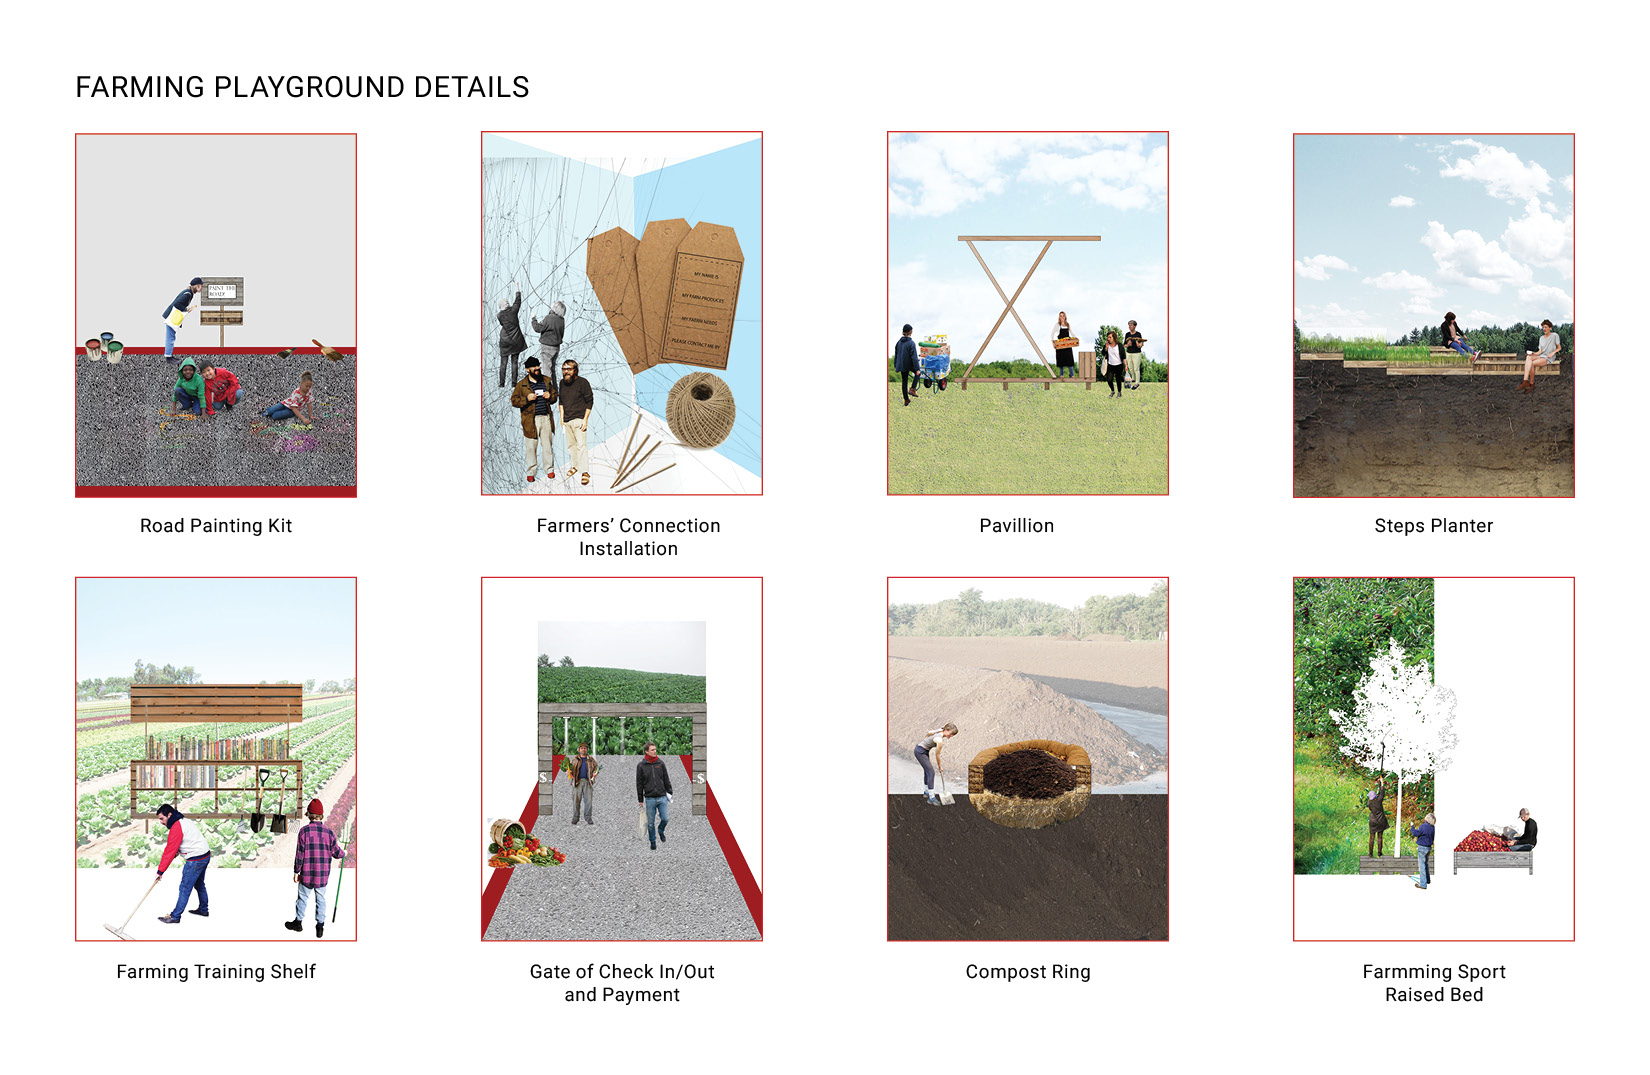 FARMING PLAYGROUND DETAILS
PAINT THE
ROAD!
MY NAME IS
MY FARM PRODUCES
MY FARM NEEDS
PLEASE CONTACT ME BY
Road Painting Kit
Farmers’ Connection
Installation
Pavillion
Steps Planter
$
$
Farming Training Shelf
Gate of Check In/Out
and Payment
Compost Ring
Farmming Sport
Raised Bed